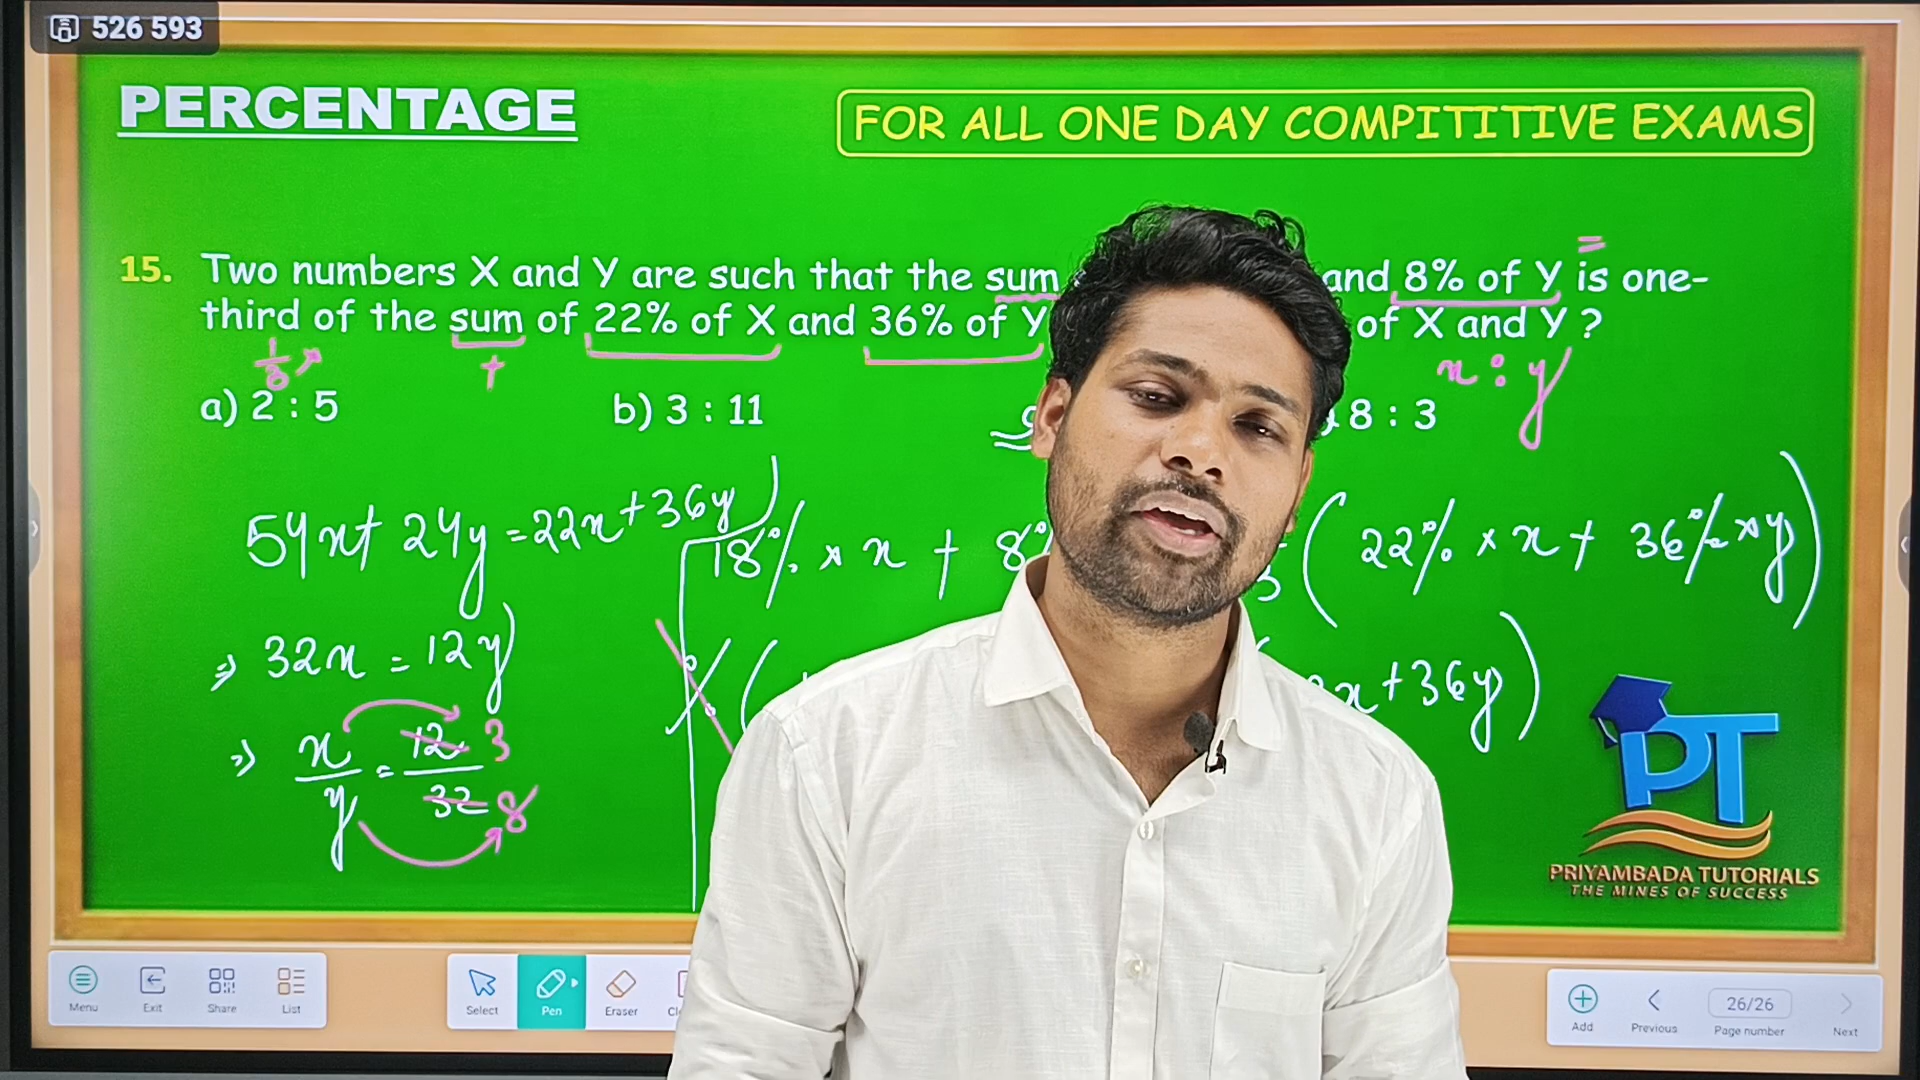 526 593
PERCENTAGE
FOR ALL ONE DAY COMPITITIVE EXAMS
15. Two numbers X and Y are such that the sum and 8% of Y is one-
third of the sum of 22% of X and 36% of Y of X and Y ?
=
1/3
+
x : y
a) 2 : 5 b) 3 : 11 8 : 3
54x + 24y = 22x + 36y
18% × x + 8% 3 ( 22% × x + 36% × y )
⇒ 32x = 12y
% ( x + 36y )
⇒ x/y = 12/32 3 8
PT
PRIYAMBADA TUTORIALS
THE MINES OF SUCCESS
Menu Exit Share List Select Pen Eraser Add Previous 26/26 Page number Next